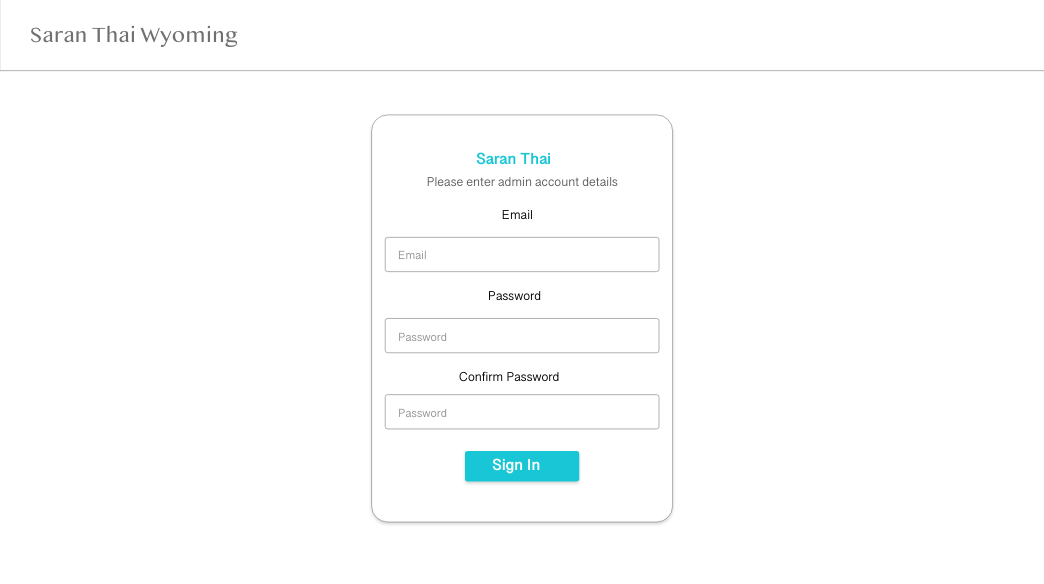 Saran Thai Wyoming
Saran Thai
Please enter admin account details
Email
Email
Password
Password
Confirm Password
Password
Sign In